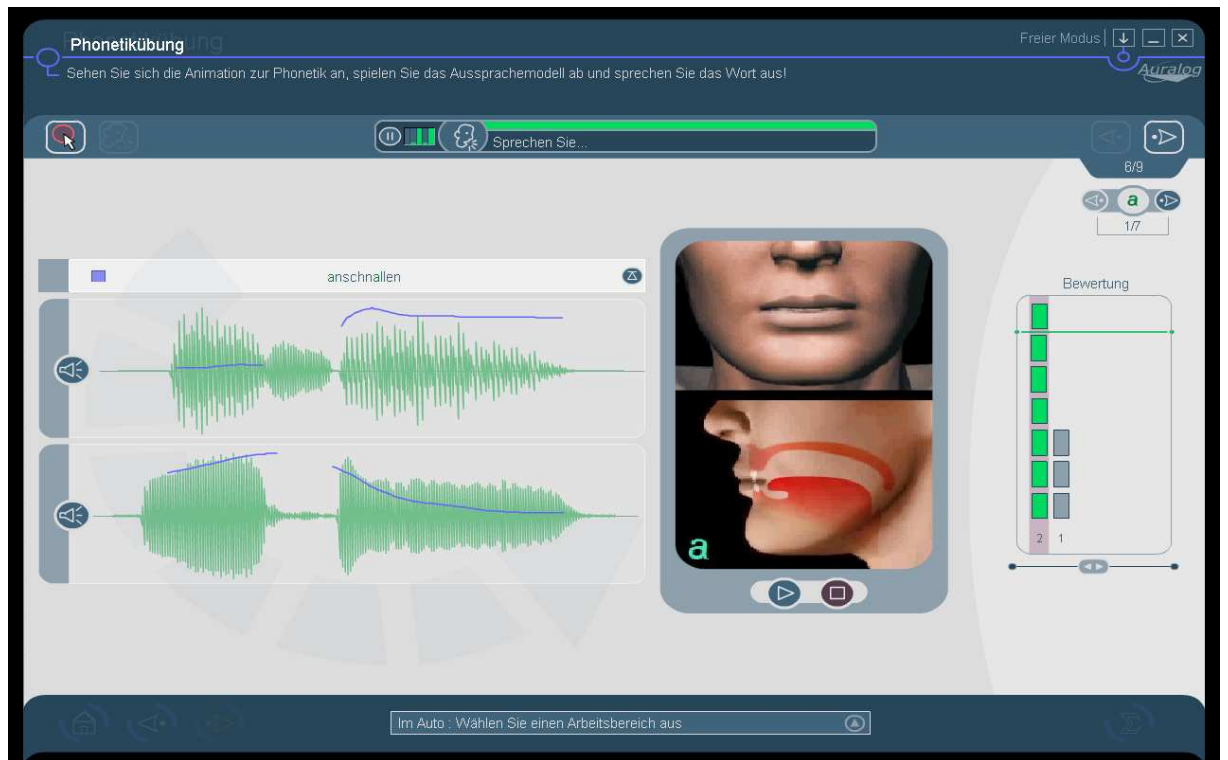 Phonetikübung
Freier Modus
Sehen Sie sich die Animation zur Phonetik an, spielen Sie das Aussprachemodell ab und sprechen Sie das Wort aus!
Auralog
Sprechen Sie...
6/9
a
1/7
anschnallen
Bewertung
a
2 1
Im Auto : Wählen Sie einen Arbeitsbereich aus